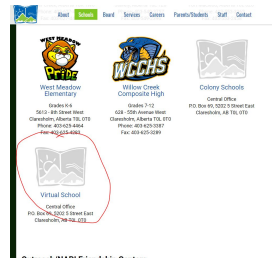 About Schools Board Services Careers Parents/Students Staff Contact
West Meadow
Pride
West Meadow
Elementary
Grades K-6
5613 - 8th Street West
Claresholm, Alberta T0L 0T0
Phone: 403-625-4464
Fax: 403-625-4283
WCCHS
Willow Creek
Composite High
Grades 7-12
628 - 55th Avenue West
Claresholm, Alberta T0L 0T0
Phone: 403-625-3387
Fax: 403-625-3289
Colony Schools
Central Office
P.O. Box 69, 5202 5 Street East
Claresholm, AB T0L 0T0
Virtual School
Central Office
P.O. Box 69, 5202 5 Street East
Claresholm, AB T0L 0T0